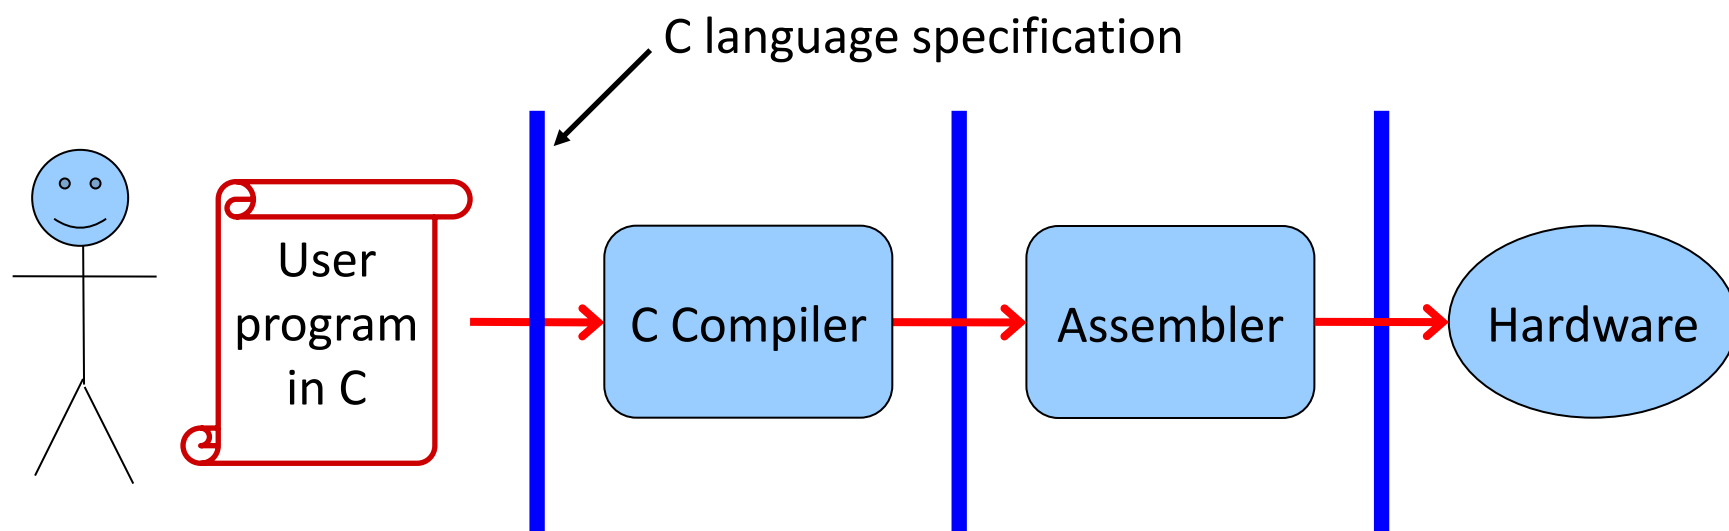 C language specification
User
program
in C
C Compiler
Assembler
Hardware